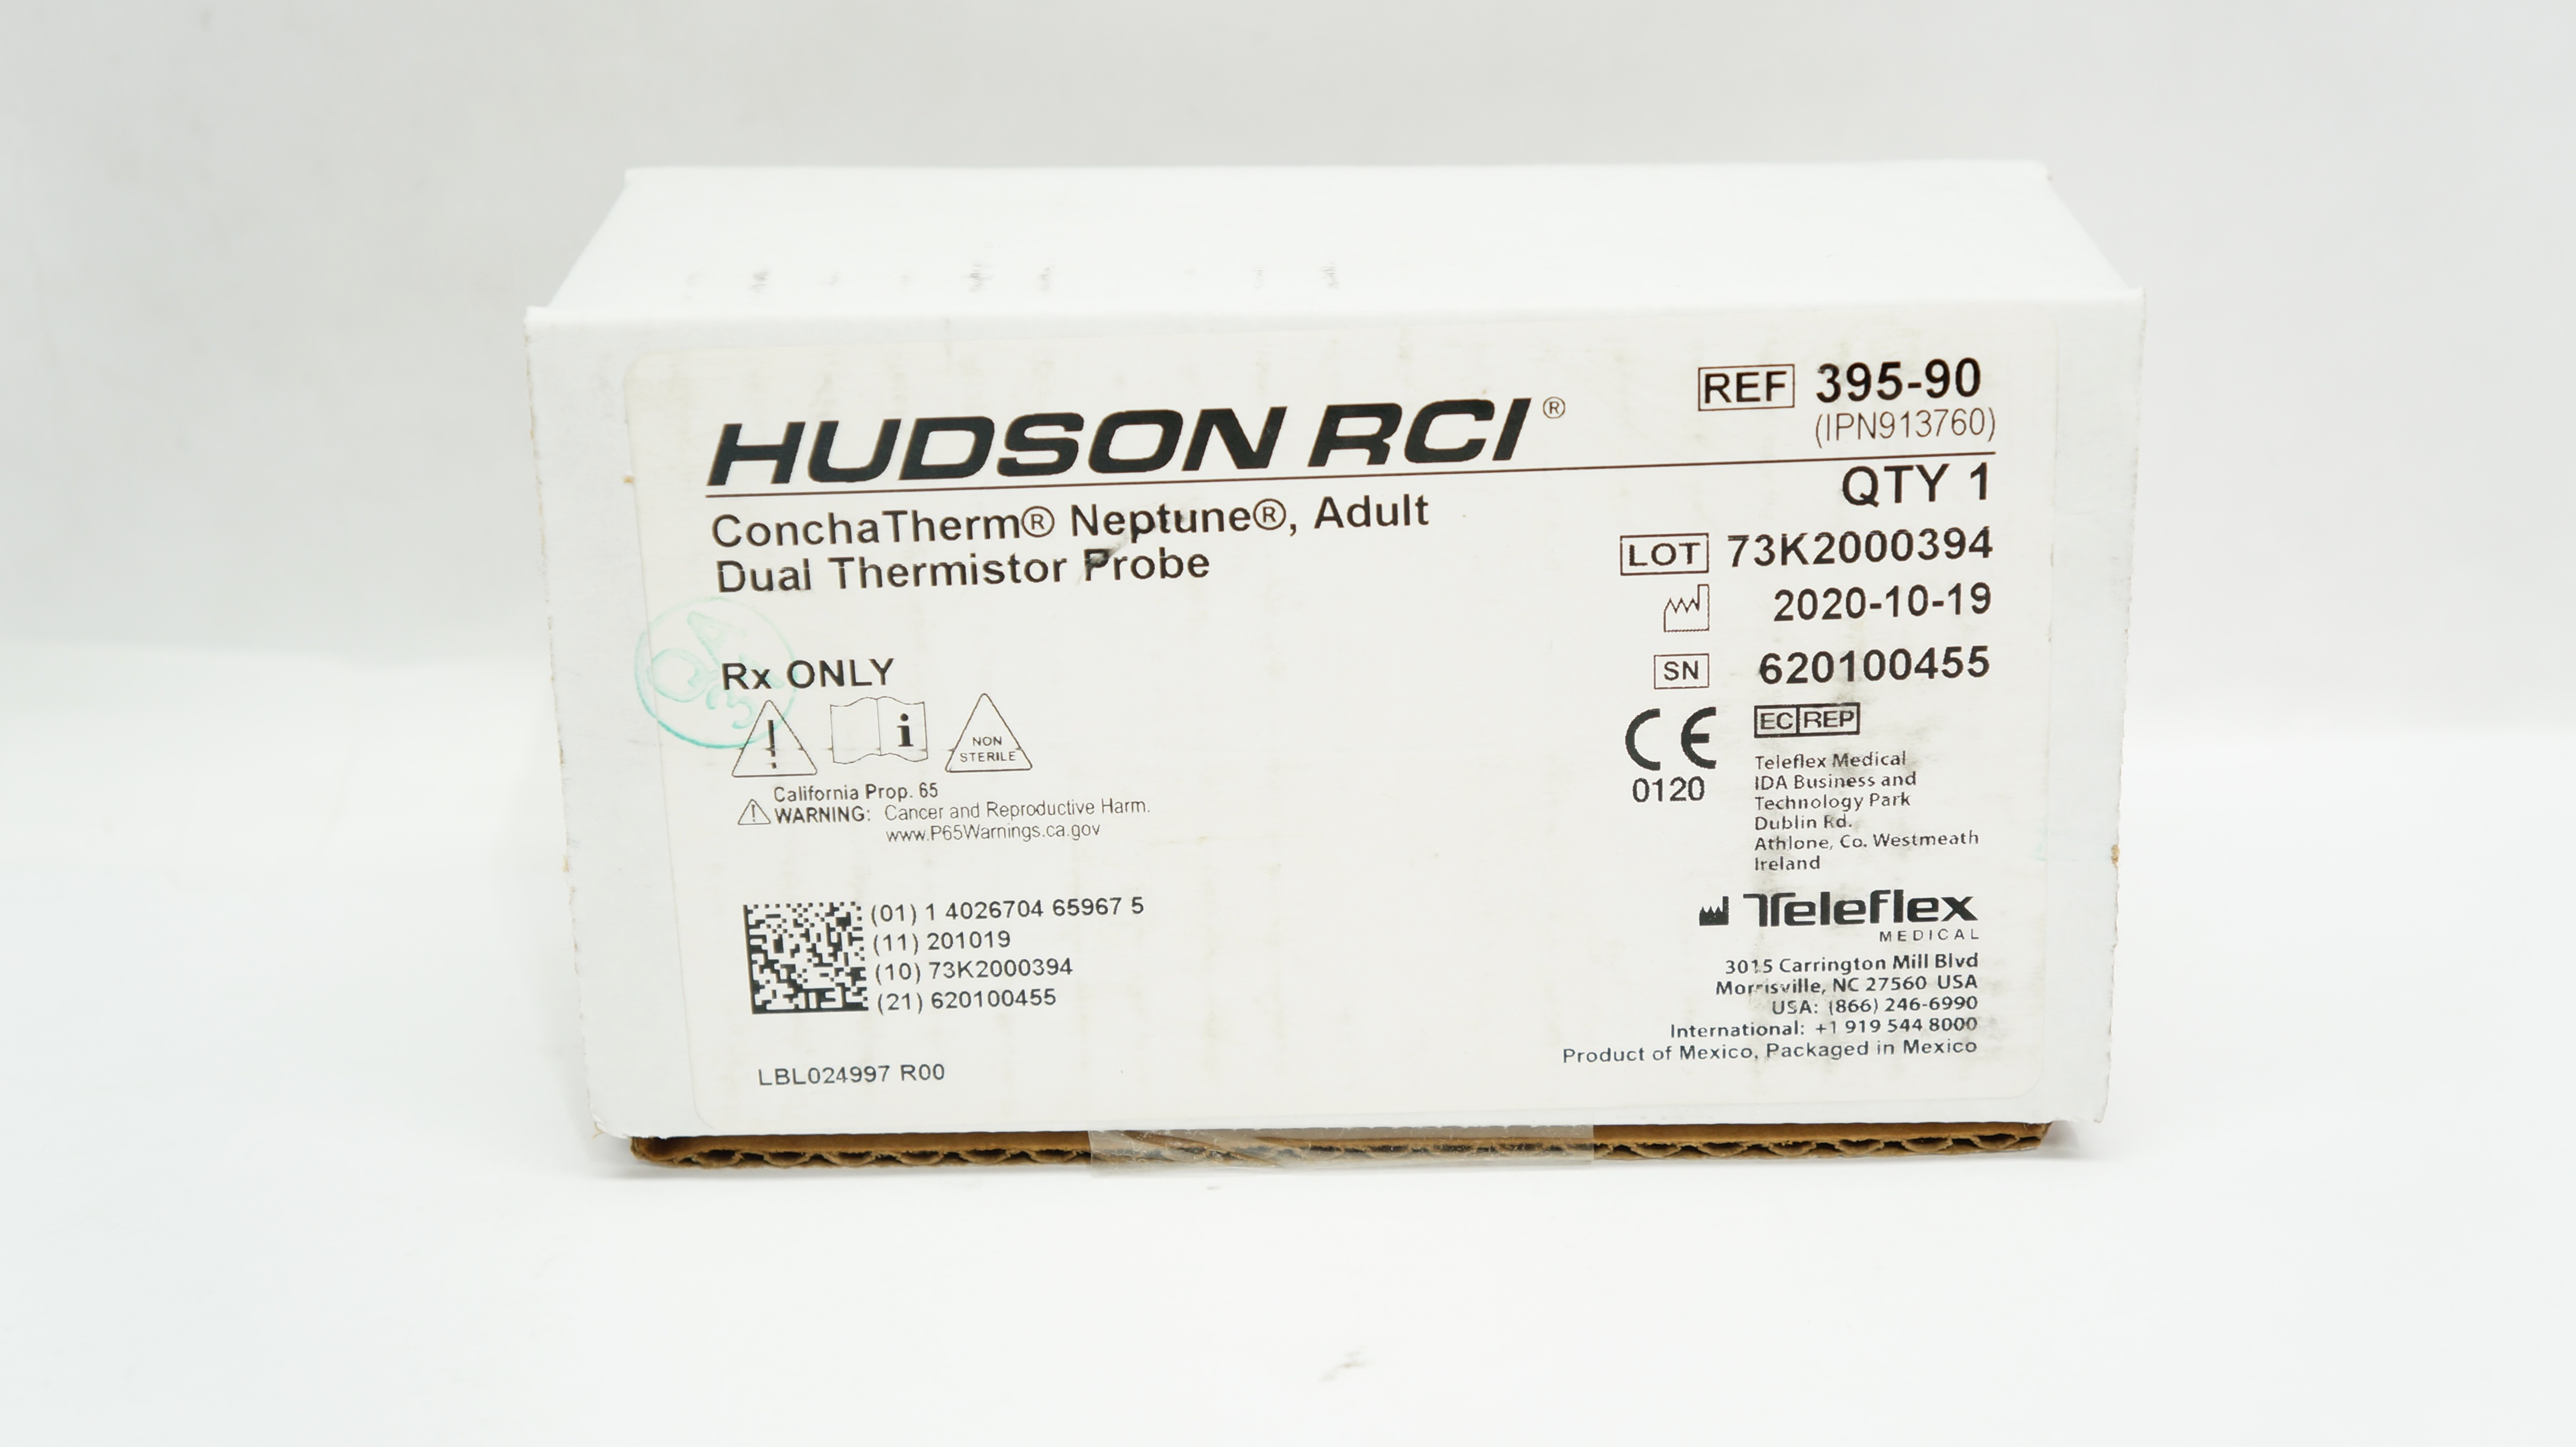 HUDSON RCI®
REF 395-90
(IPN913760)
ConchaTherm® Neptune®, Adult
Dual Thermistor Probe
QTY 1
LOT 73K2000394
2020-10-19
SN 620100455
Rx ONLY
!
i
NON
STERILE
California Prop. 65
WARNING: Cancer and Reproductive Harm.
www.P65Warnings.ca.gov
CE
0120
EC REP
Teleflex Medical
IDA Business and
Technology Park
Dublin Rd.
Athlone, Co. Westmeath
Ireland
(01) 1 4026704 65967 5
(11) 201019
(10) 73K2000394
(21) 620100455
Teleflex
MEDICAL
3015 Carrington Mill Blvd
Morrisville, NC 27560 USA
USA: (866) 246-6990
International: +1 919 544 8000
Product of Mexico, Packaged in Mexico
LBL024997 R00